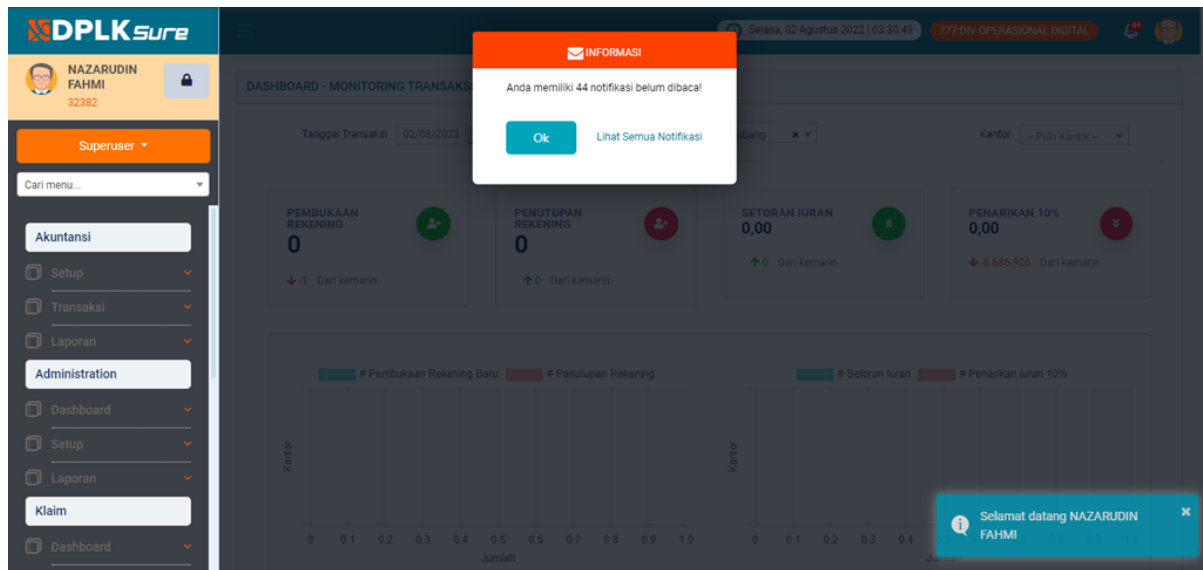 DPLKSure
NAZARUDIN
FAHMI
32382
Superuser
Cari menu...
Akuntansi
Setup
Transaksi
Laporan
Administration
Dashboard
Setup
Laporan
Klaim
Dashboard
Selasa, 02 Agustus 2022 | 03:30:49
777:DIV OPERASIONAL DIGITAL
44
INFORMASI
Anda memiliki 44 notifikasi belum dibaca!
Ok
Lihat Semua Notifikasi
DASHBOARD - MONITORING TRANSAKS
Tanggal Transaksi 02/08/2022
abang
Kantor -- Pilih Kantor --
PEMBUKAAN
REKENING
0
-1 Dari kemarin
PENUTUPAN
REKENING
0
0 Dari kemarin
SETORAN IURAN
0,00
0 Dari kemarin
PENARIKAN 10%
0,00
-8.686.926 Dari kemarin
# Pembukaan Rekening Baru # Penutupan Rekening
Kantor
0 0.1 0.2 0.3 0.4 0.5 0.6 0.7 0.8 0.9 1.0
Jumlah
# Setoran Iuran # Penarikan Iuran 10%
Kantor
0 0.1 0.2 0.3 0.4
Selamat datang NAZARUDIN
FAHMI